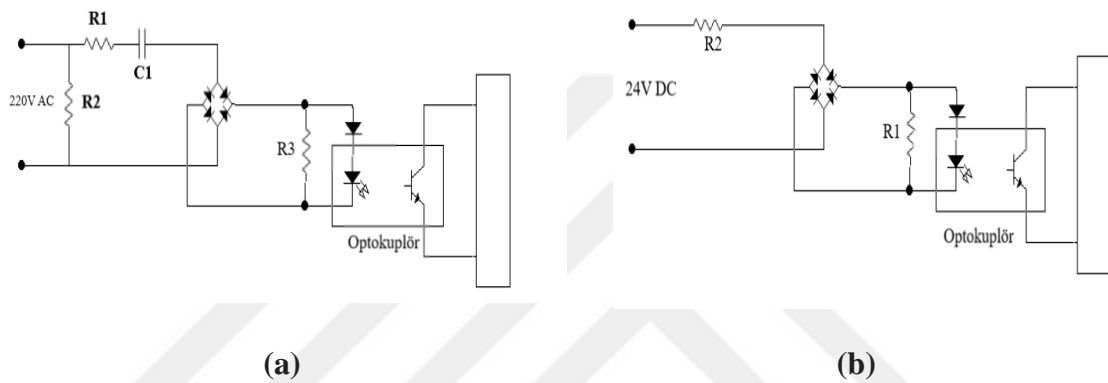 R1
C1
220V AC
R2
R3
Optokuplör
(a)
R2
24V DC
R1
Optokuplör
(b)